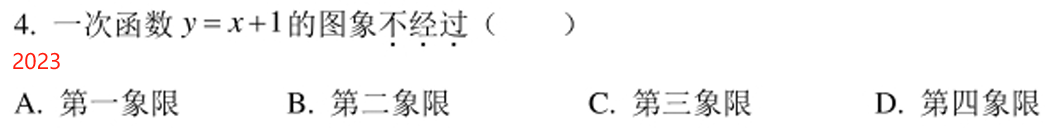 4. 一次函数 y=x+1的图象不经过（　　）
2023
A. 第一象限 B. 第二象限 C. 第三象限 D. 第四象限